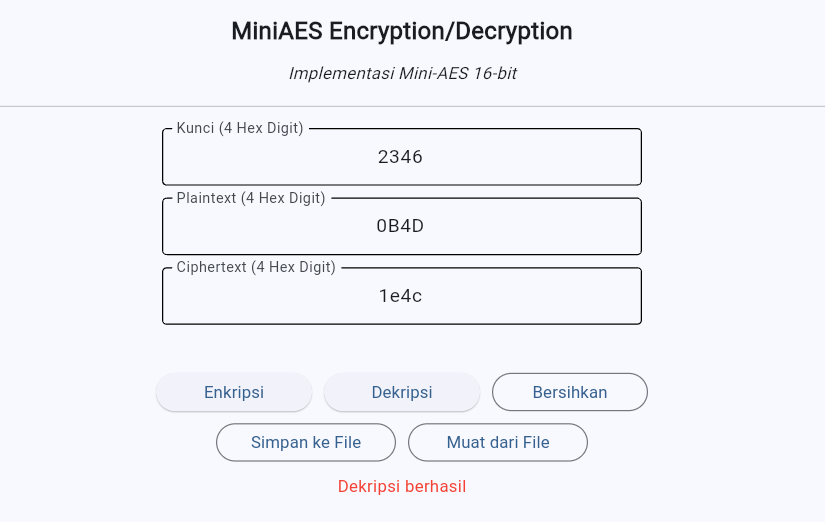 MiniAES Encryption/Decryption
Implementasi Mini-AES 16-bit
Kunci (4 Hex Digit)
2346
Plaintext (4 Hex Digit)
0B4D
Ciphertext (4 Hex Digit)
1e4c
Enkripsi Dekripsi Bersihkan
Simpan ke File Muat dari File
Dekripsi berhasil